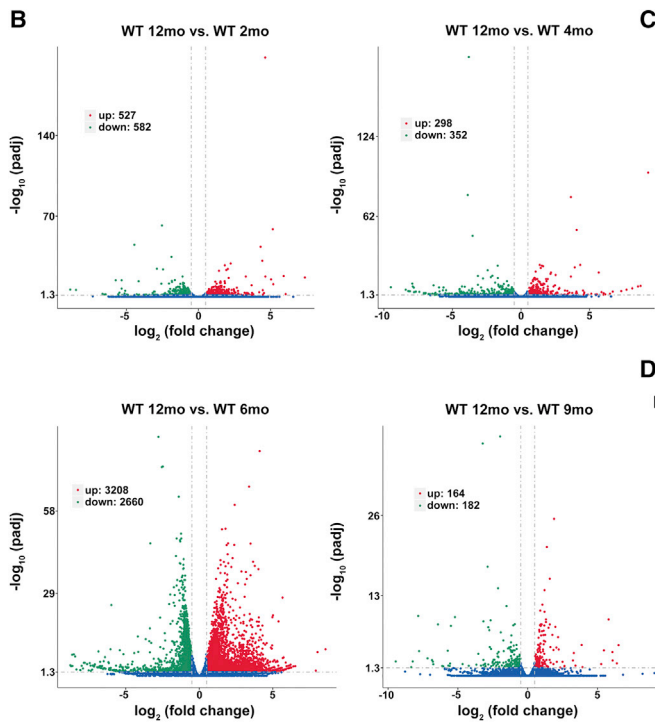 B
C
WT 12mo vs. WT 2mo
up: 527
down: 582
140
70
1.3
-log10 (padj)
-5 0 5
log2 (fold change)
WT 12mo vs. WT 4mo
up: 298
down: 352
124
62
1.3
-log10 (padj)
-10 -5 0 5
log2 (fold change)
D
WT 12mo vs. WT 6mo
up: 3208
down: 2660
58
29
1.3
-log10 (padj)
-5 0 5
log2 (fold change)
WT 12mo vs. WT 9mo
up: 164
down: 182
26
13
1.3
-log10 (padj)
-10 -5 0 5
log2 (fold change)